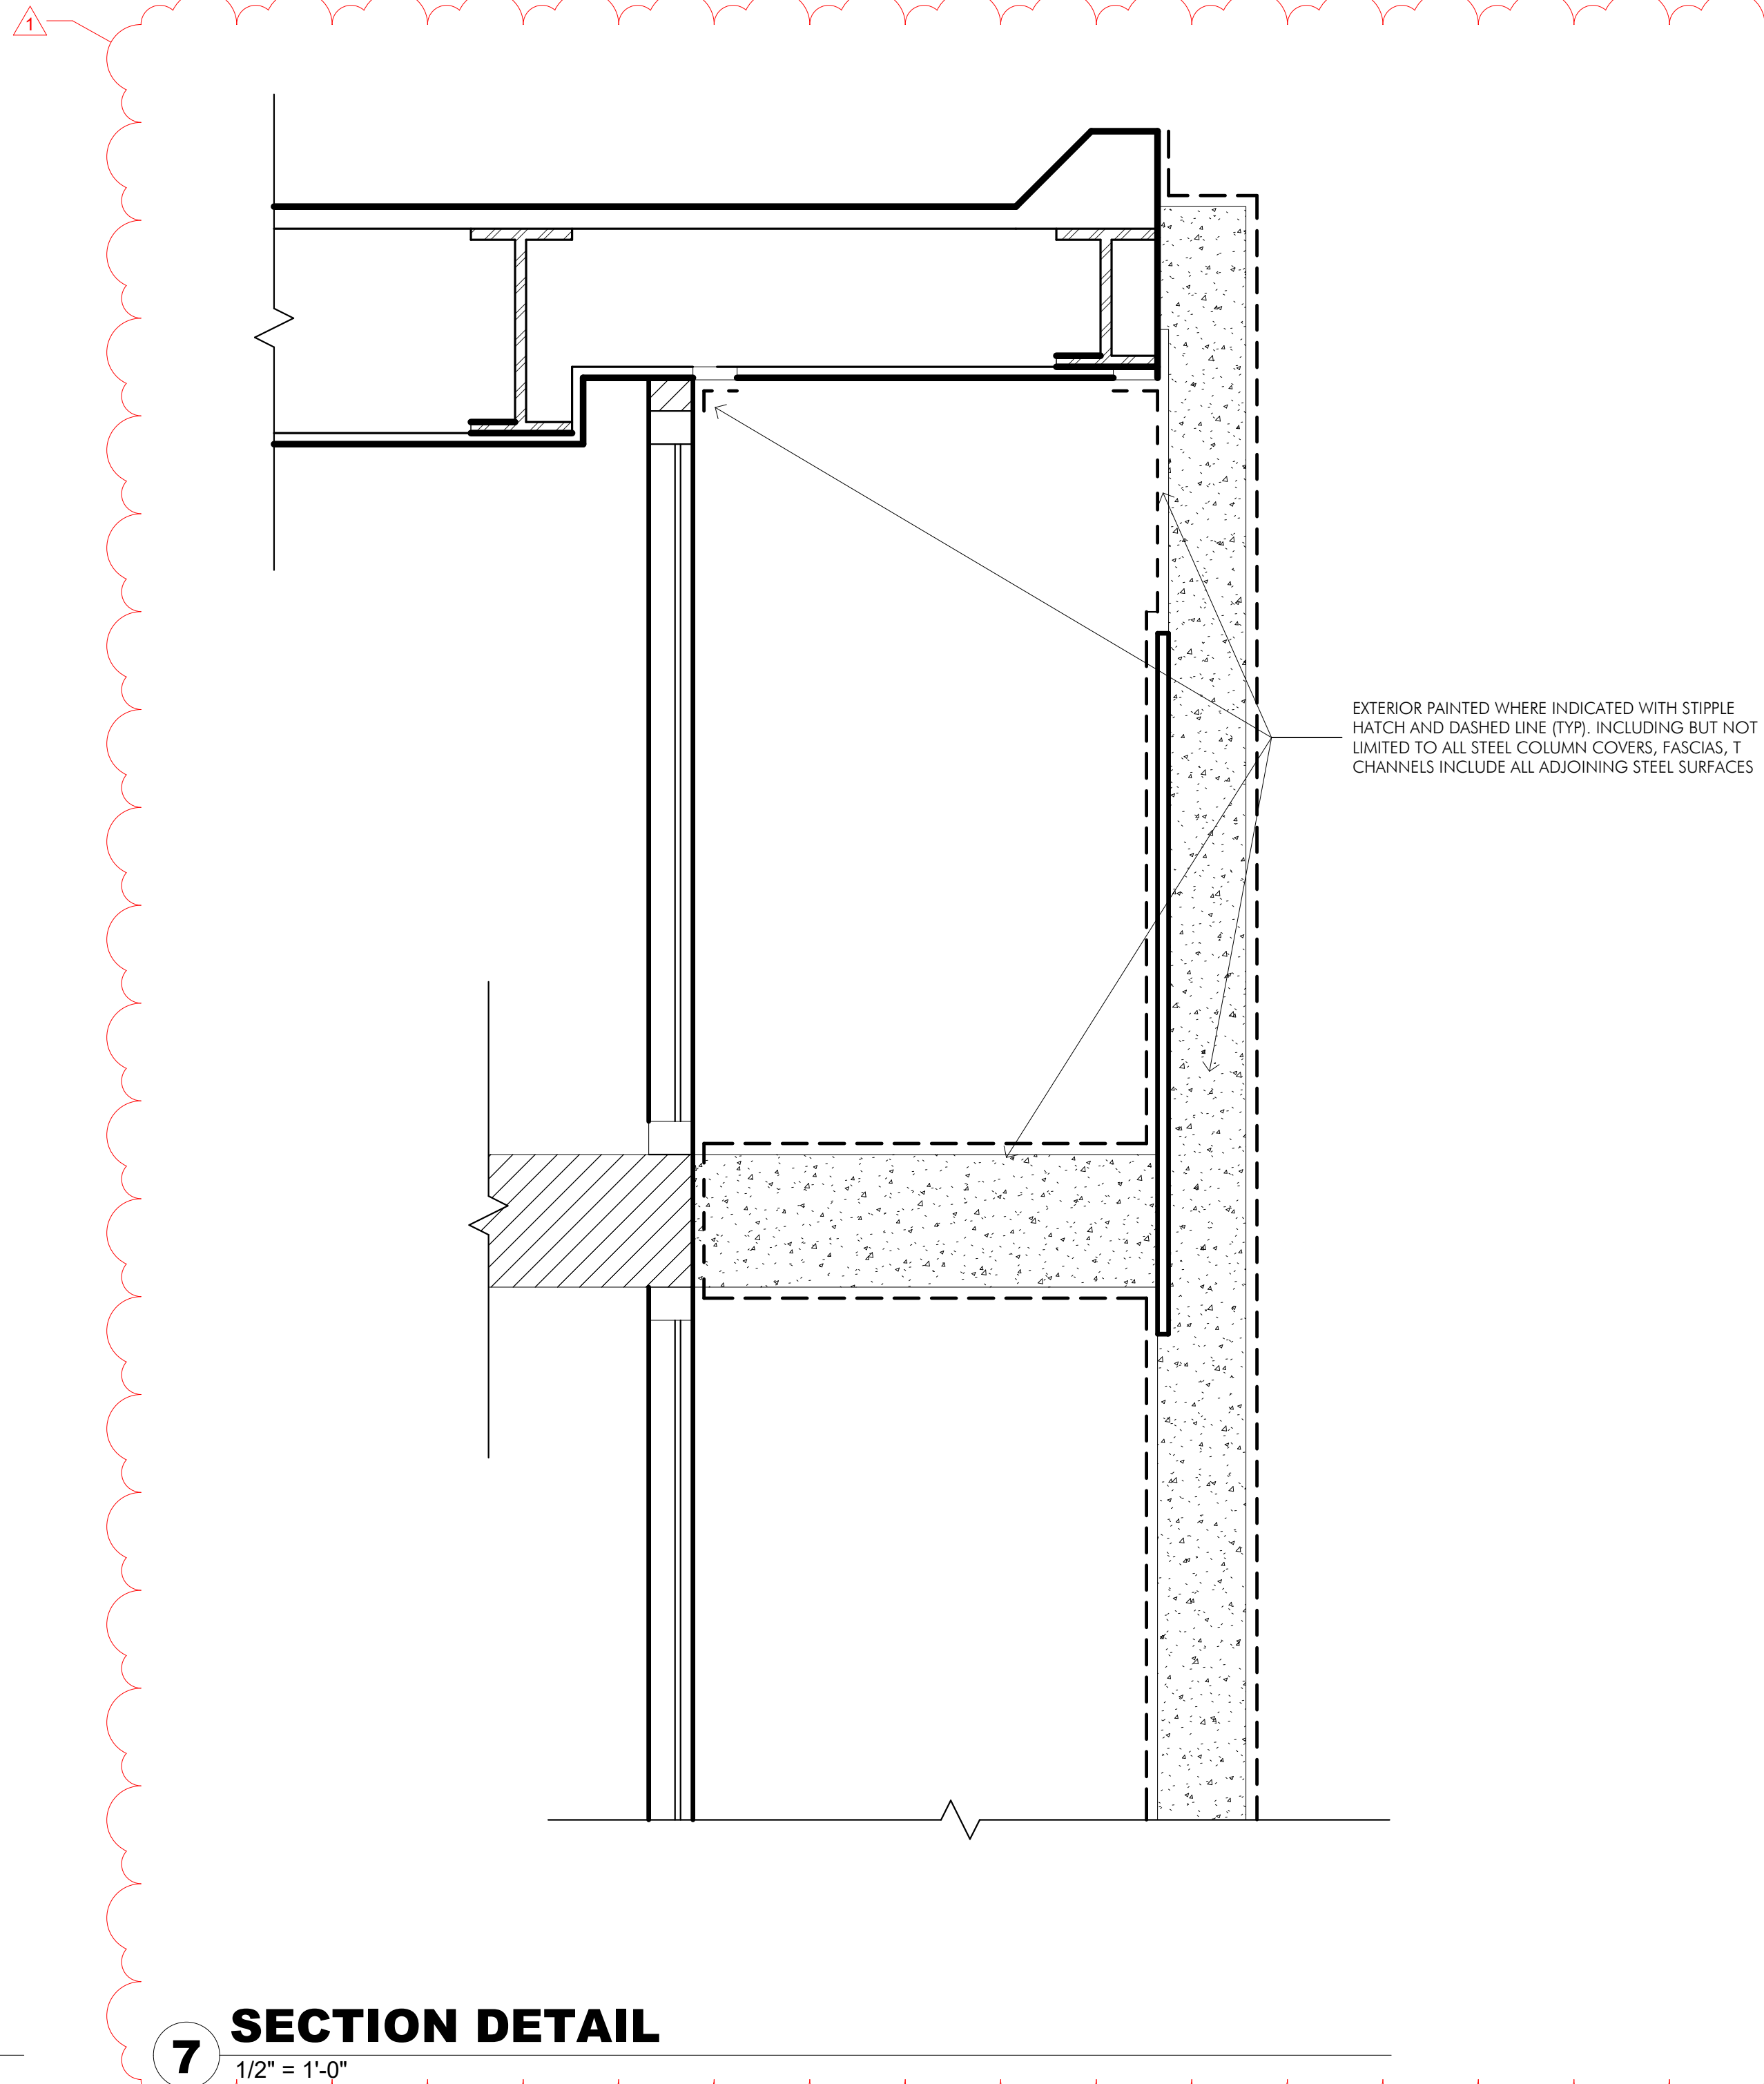 1
EXTERIOR PAINTED WHERE INDICATED WITH STIPPLE
HATCH AND DASHED LINE (TYP). INCLUDING BUT NOT
LIMITED TO ALL STEEL COLUMN COVERS, FASCIAS, T
CHANNELS INCLUDE ALL ADJOINING STEEL SURFACES
7
SECTION DETAIL
1/2" = 1'-0"